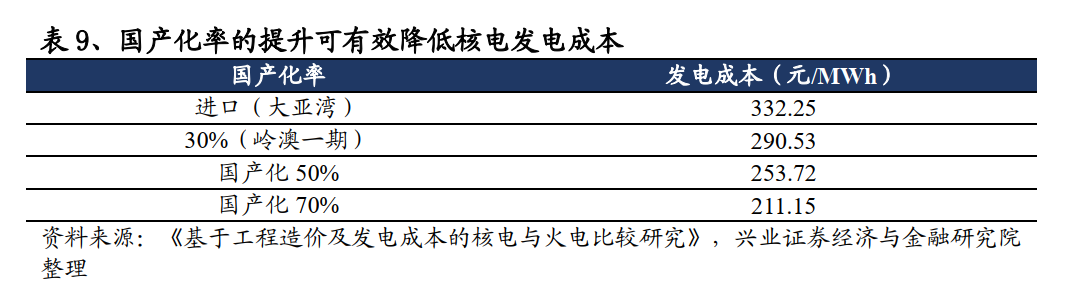 表 9、国产化率的提升可有效降低核电发电成本
国产化率 发电成本（元/MWh）
进口（大亚湾） 332.25
30%（岭澳一期） 290.53
国产化 50% 253.72
国产化 70% 211.15
资料来源：《基于工程造价及发电成本的核电与火电比较研究》，兴业证券经济与金融研究院
整理